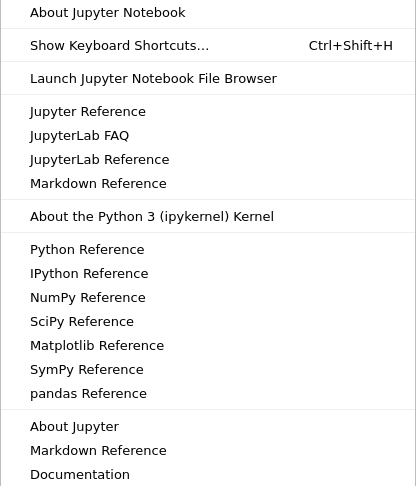 About Jupyter Notebook
Show Keyboard Shortcuts… Ctrl+Shift+H
Launch Jupyter Notebook File Browser
Jupyter Reference
JupyterLab FAQ
JupyterLab Reference
Markdown Reference
About the Python 3 (ipykernel) Kernel
Python Reference
IPython Reference
NumPy Reference
SciPy Reference
Matplotlib Reference
SymPy Reference
pandas Reference
About Jupyter
Markdown Reference
Documentation